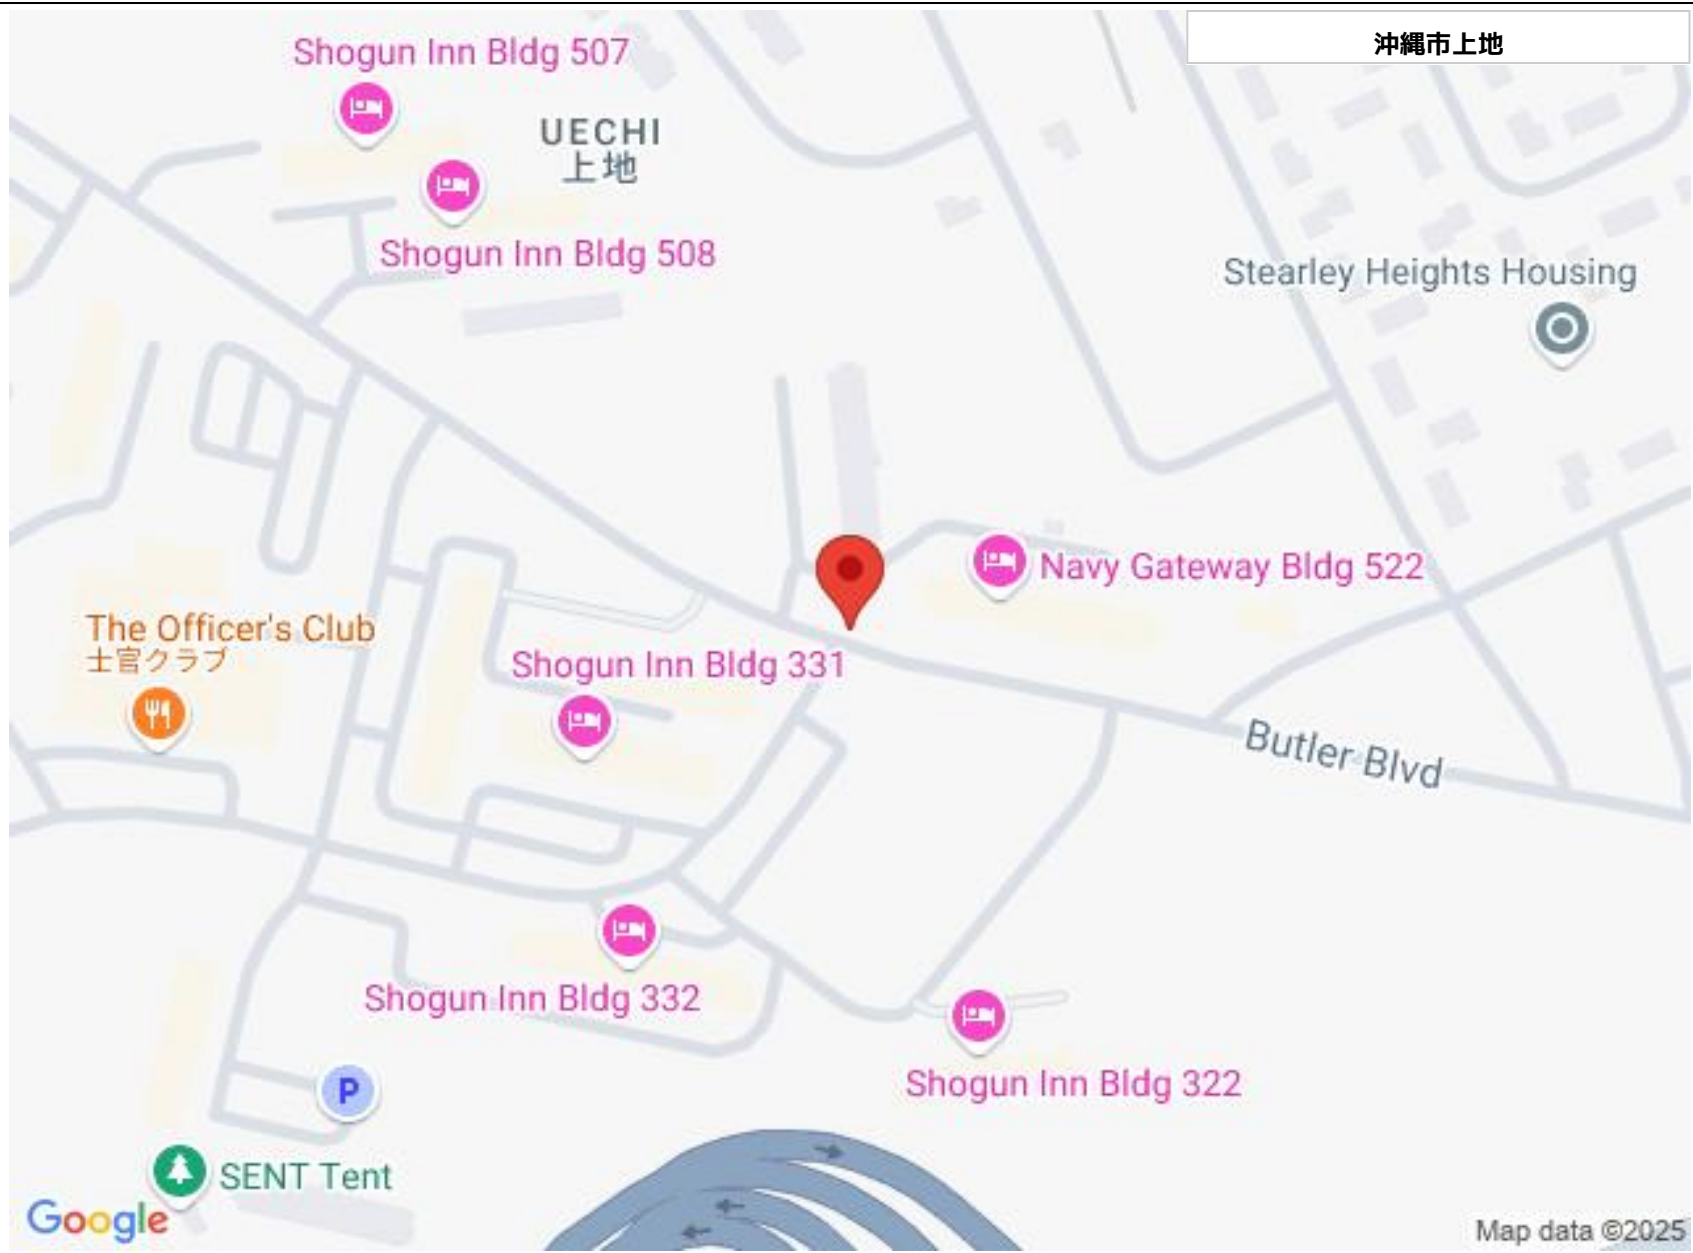 沖縄市上地
Shogun Inn Bldg 507
UECHI
上地
Shogun Inn Bldg 508
Stearley Heights Housing
Navy Gateway Bldg 522
The Officer's Club
士官クラブ
Shogun Inn Bldg 331
Butler Blvd
Shogun Inn Bldg 332
Shogun Inn Bldg 322
P
SENT Tent
Google
Map data ©2025